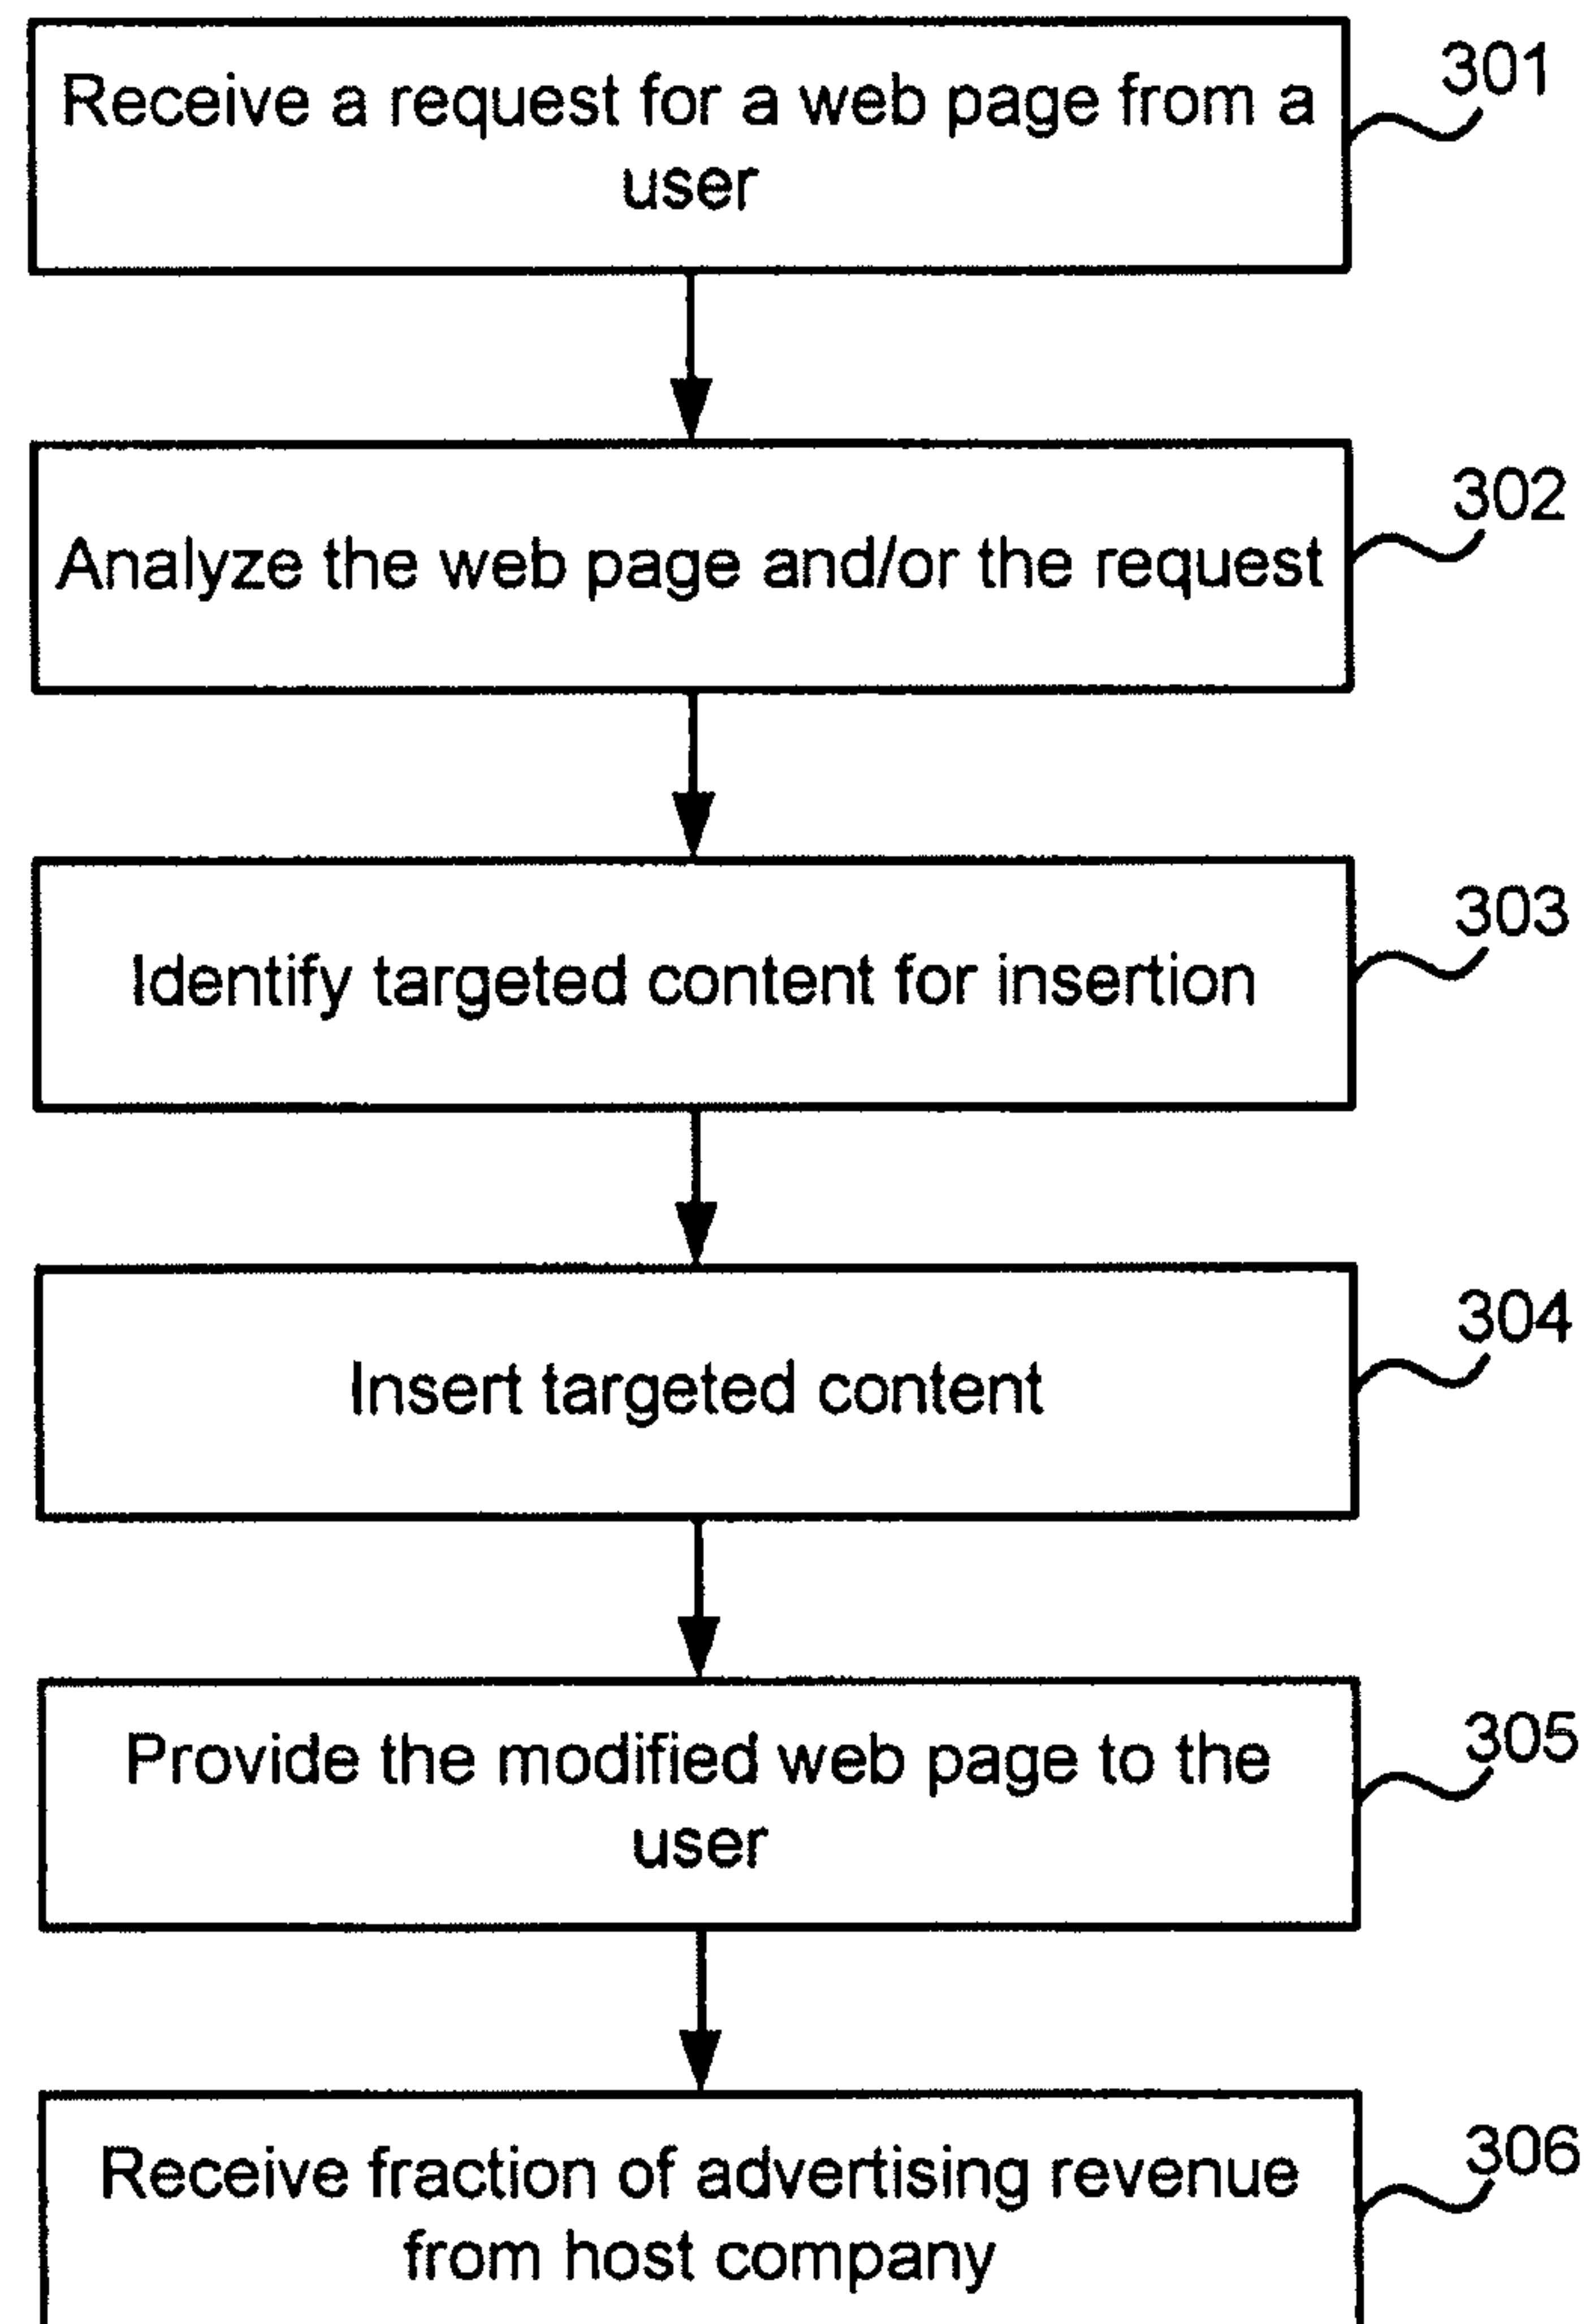 Receive a request for a web page from a
user
301
Analyze the web page and/or the request
302
Identify targeted content for insertion
303
Insert targeted content
304
Provide the modified web page to the
user
305
Receive fraction of advertising revenue
from host company
306